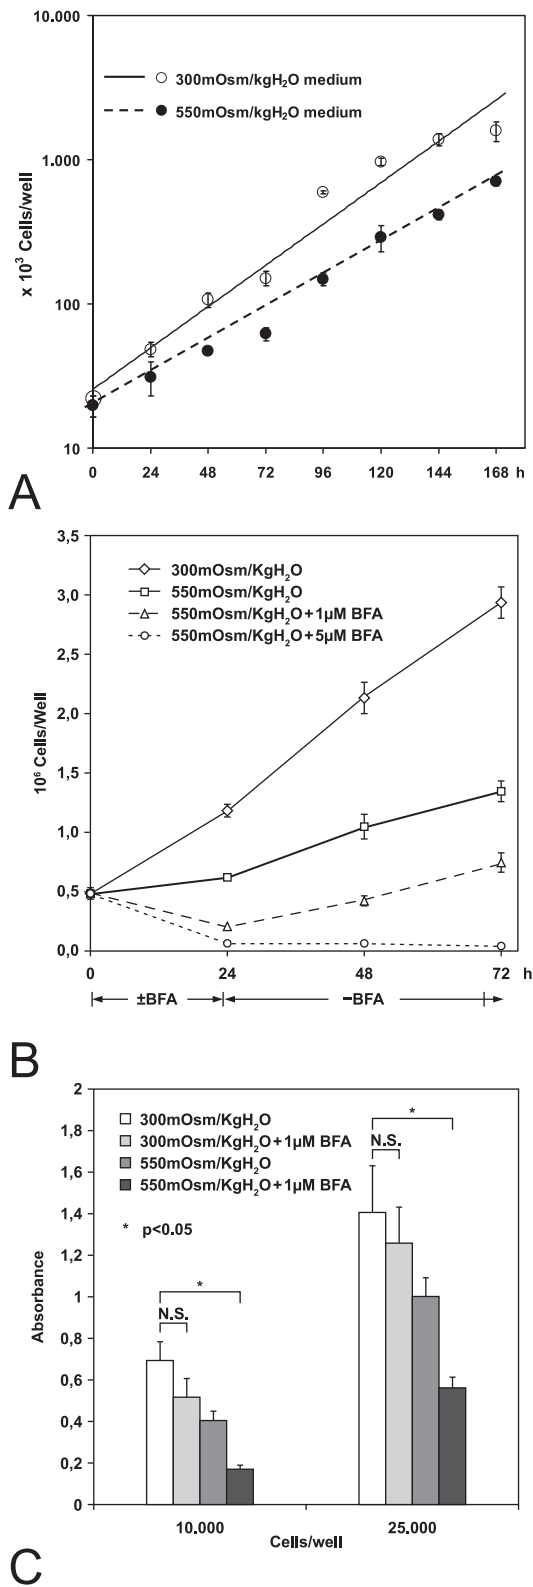 10.000
300mOsm/kgH2O medium
550mOsm/kgH2O medium
1.000
x 10³ Cells/well
100
10
0 24 48 72 96 120 144 168 h
A
3,5
300mOsm/KgH2O
550mOsm/KgH2O
550mOsm/KgH2O+1µM BFA
550mOsm/KgH2O+5µM BFA
3,0
2,5
2,0
10⁶ Cells/Well
1,5
1,0
0,5
0,0
0 24 48 72 h
±BFA −BFA
B
2
300mOsm/KgH2O
300mOsm/KgH2O+1µM BFA
550mOsm/KgH2O
550mOsm/KgH2O+1µM BFA
* p<0.05
1,8
1,6
1,4
1,2
1
0,8
0,6
0,4
0,2
0
Absorbance
*
N.S.
*
N.S.
10.000 25.000
Cells/well
C